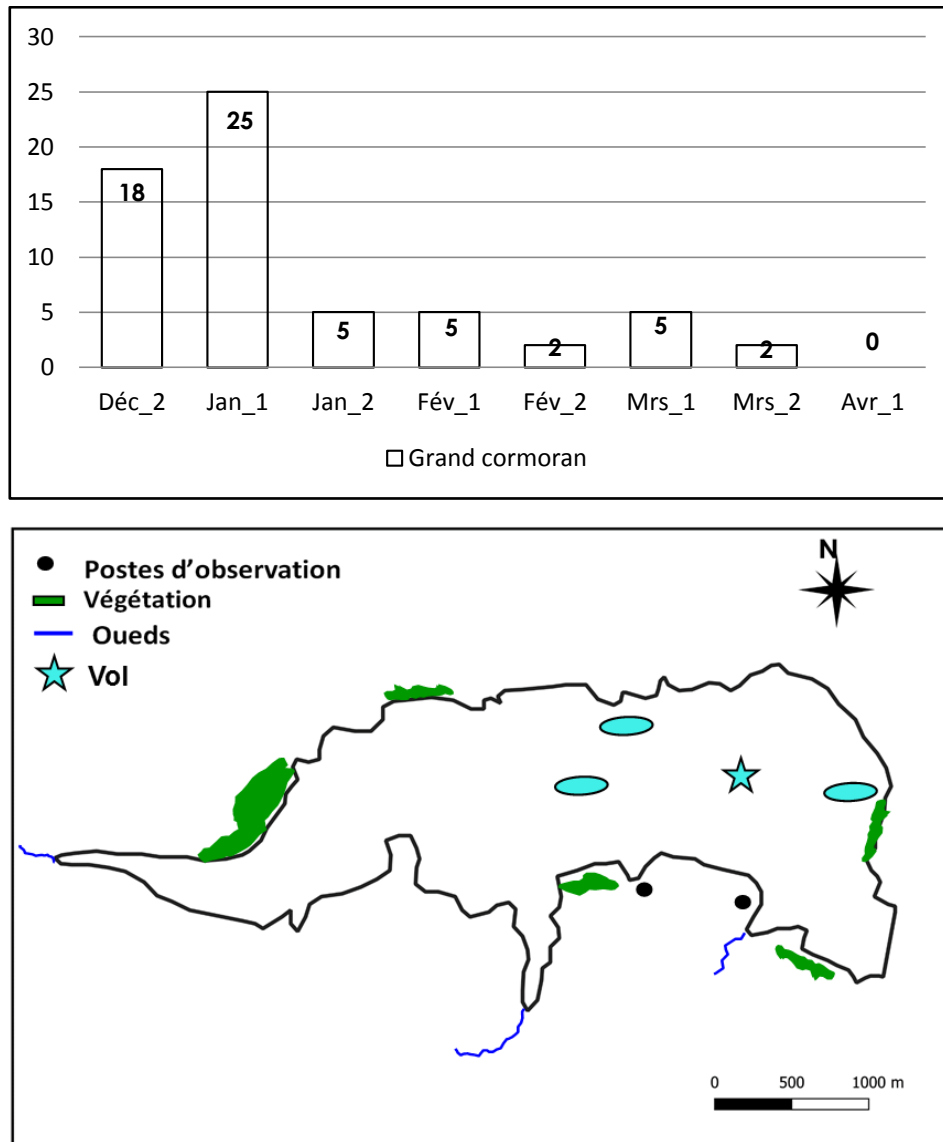 30
25
20
15
10
5
0
18
25
5
5
2
5
2
0
Déc_2 Jan_1 Jan_2 Fév_1 Fév_2 Mrs_1 Mrs_2 Avr_1
Grand cormoran
Postes d'observation
Végétation
Oueds
Vol
N
0 500 1000 m